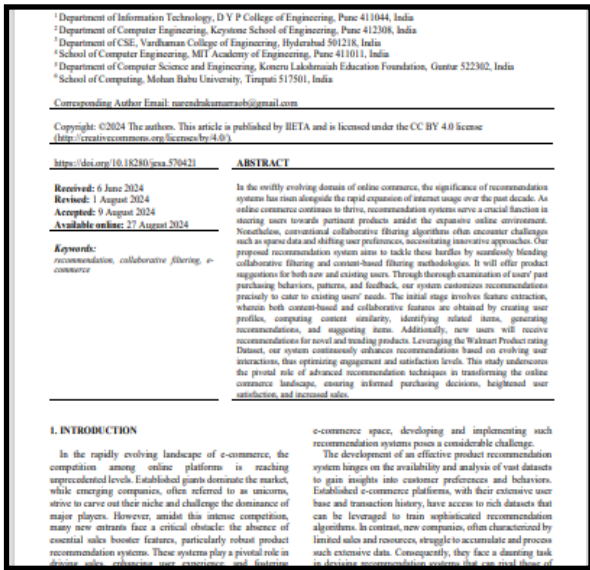 ¹ Department of Information Technology, D Y P College of Engineering, Pune 411044, India
² Department of Computer Engineering, Keystone School of Engineering, Pune 412308, India
³ Department of CSE, Vardhaman College of Engineering, Hyderabad 501218, India
⁴ School of Computer Engineering, MIT Academy of Engineering, Pune 411011, India
⁵ Department of Computer Science and Engineering, Koneru Lakshmaiah Education Foundation, Guntur 522302, India
⁶ School of Computing, Mohan Babu University, Tirupati 517501, India
Corresponding Author Email: narendrakumarraob@gmail.com
Copyright: ©2024 The authors. This article is published by IIETA and is licensed under the CC BY 4.0 license
(http://creativecommons.org/licenses/by/4.0/).
https://doi.org/10.18280/jesa.570421
Received: 6 June 2024
Revised: 1 August 2024
Accepted: 9 August 2024
Available online: 27 August 2024
Keywords:
recommendation, collaborative filtering, e-
commerce
ABSTRACT
In the swiftly evolving domain of online commerce, the significance of recommendation
systems has risen alongside the rapid expansion of internet usage over the past decade. As
online commerce continues to thrive, recommendation systems serve a crucial function in
steering users towards pertinent products amidst the expansive online environment.
Nonetheless, conventional collaborative filtering algorithms often encounter challenges
such as sparse data and shifting user preferences, necessitating innovative approaches. Our
proposed recommendation system aims to tackle these hurdles by seamlessly blending
collaborative filtering and content-based filtering methodologies. It will offer product
suggestions for both new and existing users. Through thorough examination of users' past
purchasing behaviors, patterns, and feedback, our system customizes recommendations
precisely to cater to existing users' needs. The initial stage involves feature extraction,
wherein both content-based and collaborative features are obtained by creating user
profiles, computing content similarity, identifying related items, generating
recommendations, and suggesting items. Additionally, new users will receive
recommendations for novel and trending products. Leveraging the Walmart Product rating
Dataset, our system continuously enhances recommendations based on evolving user
interactions, thus optimizing engagement and satisfaction levels. This study underscores
the pivotal role of advanced recommendation techniques in transforming the online
commerce landscape, ensuring informed purchasing decisions, heightened user
satisfaction, and increased sales.
1. INTRODUCTION
In the rapidly evolving landscape of e-commerce, the
competition among online platforms is reaching
unprecedented levels. Established giants dominate the market,
while emerging companies, often referred to as unicorns,
strive to carve out their niche and challenge the dominance of
major players. However, amidst this intense competition,
many new entrants face a critical obstacle: the absence of
essential sales booster features, particularly robust product
recommendation systems. These systems play a pivotal role in
driving sales, enhancing user experience, and fostering
e-commerce space, developing and implementing such
recommendation systems poses a considerable challenge.
The development of an effective product recommendation
system hinges on the availability and analysis of vast datasets
to gain insights into customer preferences and behaviors.
Established e-commerce platforms, with their extensive user
base and transaction history, have access to rich datasets that
can be leveraged to train sophisticated recommendation
algorithms. In contrast, new companies, often characterized by
limited sales and resources, struggle to accumulate and process
such extensive data. Consequently, they face a daunting task
in devising recommendation systems that can rival those of